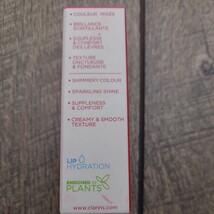 • COULEUR IRISÉE
• BRILLANCE
SCINTILLANTE
• SOUPLESSE
& CONFORT
DES LÈVRES
• TEXTURE
ONCTUEUSE
& FONDANTE
• SHIMMERY COLOUR
• SPARKLING SHINE
• SUPPLENESS
& COMFORT
• CREAMY & SMOOTH
TEXTURE
LIP
HYDRATION
ENRICHED
PLANTS
www.clarins.com